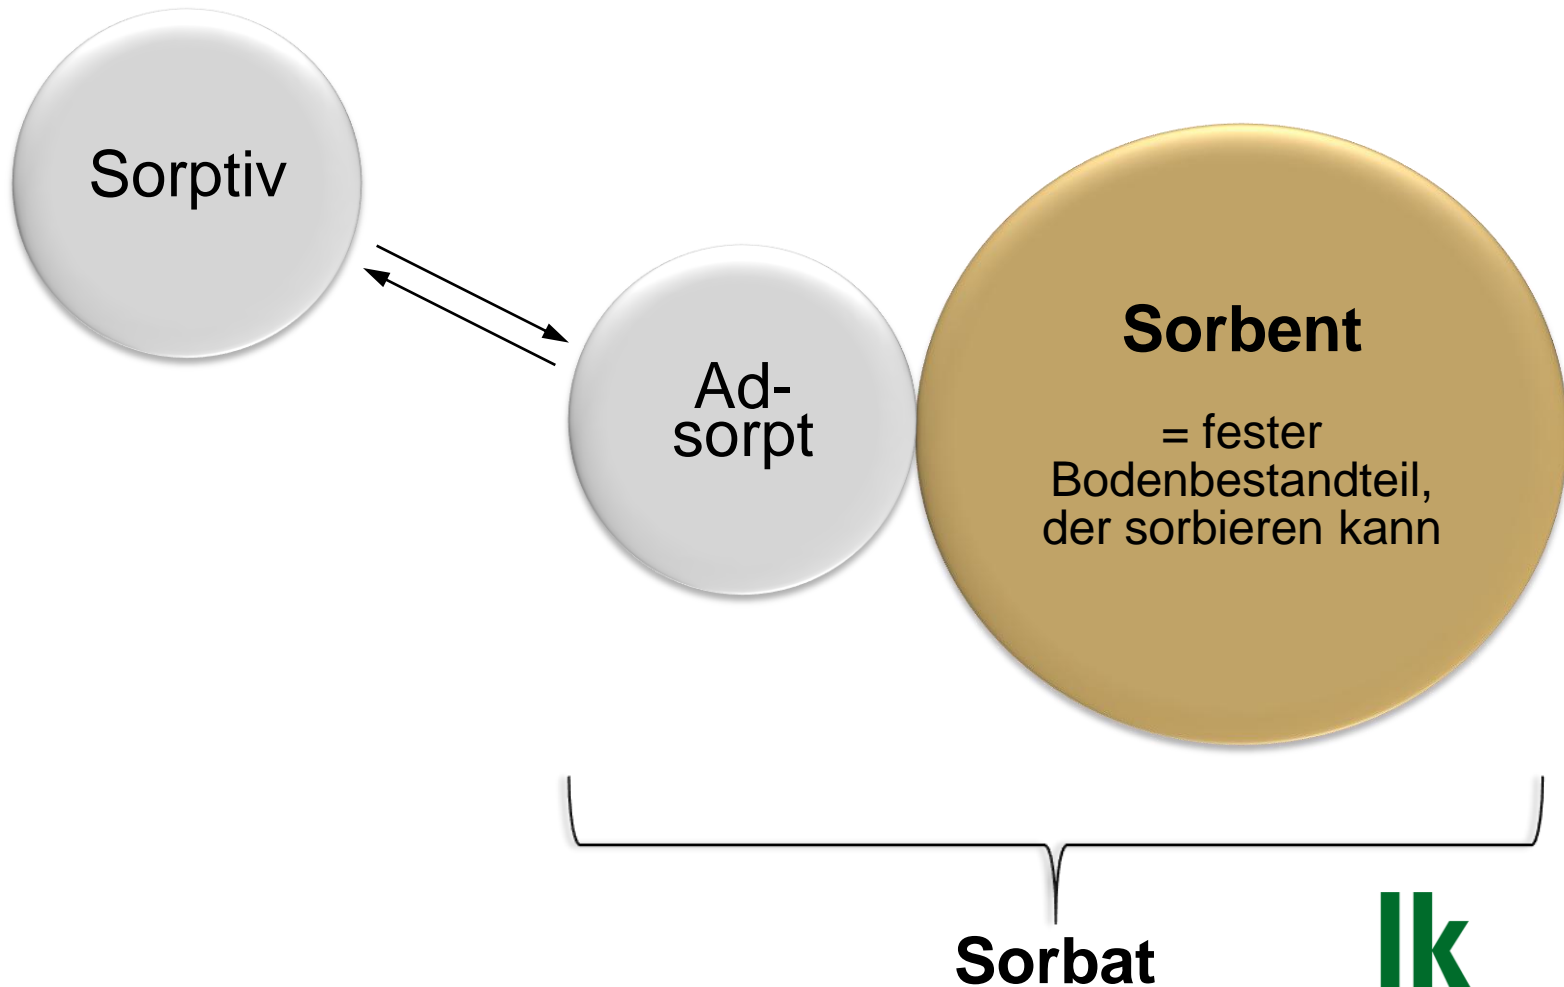 Sorptiv
Ad-
sorpt
Sorbent
= fester
Bodenbestandteil,
der sorbieren kann
Sorbat
lk